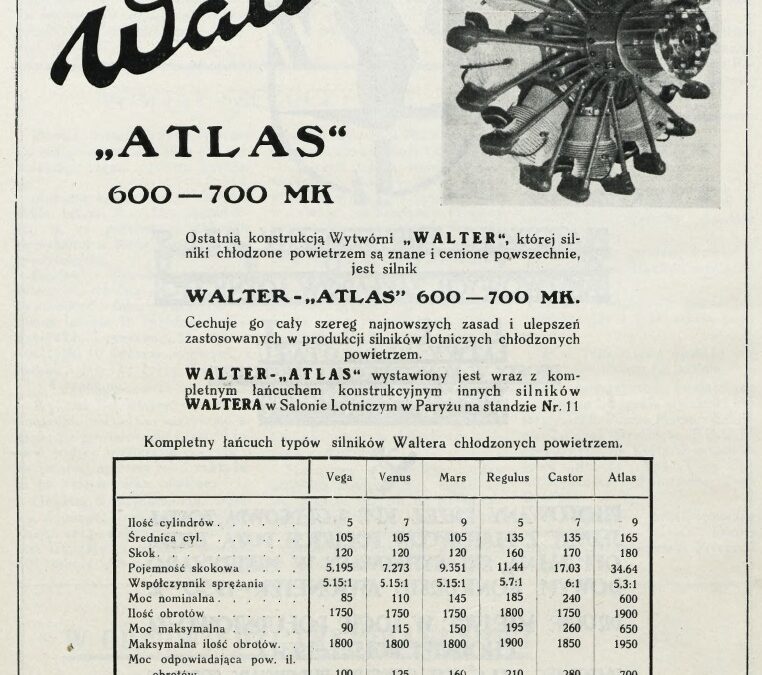 Walter
„ATLAS“
600 — 700 MK
Ostatnią konstrukcją Wytwórni „WALTER“, której sil-
niki chłodzone powietrzem są znane i cenione powszechnie,
jest silnik
WALTER - „ATLAS” 600 — 700 MK.
Cechuje go cały szereg najnowszych zasad i ulepszeń
zastosowanych w produkcji silników lotniczych chłodzonych
powietrzem.
WALTER-„ATLAS“ wystawiony jest wraz z kom-
pletnym łańcuchem konstrukcyjnym innych silników
WALTERA w Salonie Lotniczym w Paryżu na standzie Nr. 11
Kompletny łańcuch typów silników Waltera chłodzonych powietrzem.
Vega Venus Mars Regulus Castor Atlas
Ilość cylindrów . . . . 5 7 9 5 7 9
Średnica cyl. . . . . . 105 105 105 135 135 165
Skok. . . . . . . . . 120 120 120 160 170 180
Pojemność skokowa . . . 5.195 7.273 9.351 11.44 17.03 34.64
Współczynnik sprężania . 5.15:1 5.15:1 5.15:1 5.7:1 6:1 5.3:1
Moc nominalna . . . . . 85 110 145 185 240 600
Ilość obrotów . . . . . 1750 1750 1750 1800 1750 1900
Moc maksymalna . . . . 90 115 150 195 260 650
Maksymalna ilość obrotów. 1800 1800 1800 1900 1850 1950
Moc odpowiadająca pow. il.
obrotów. . . . . . 100 125 160 210 280 700